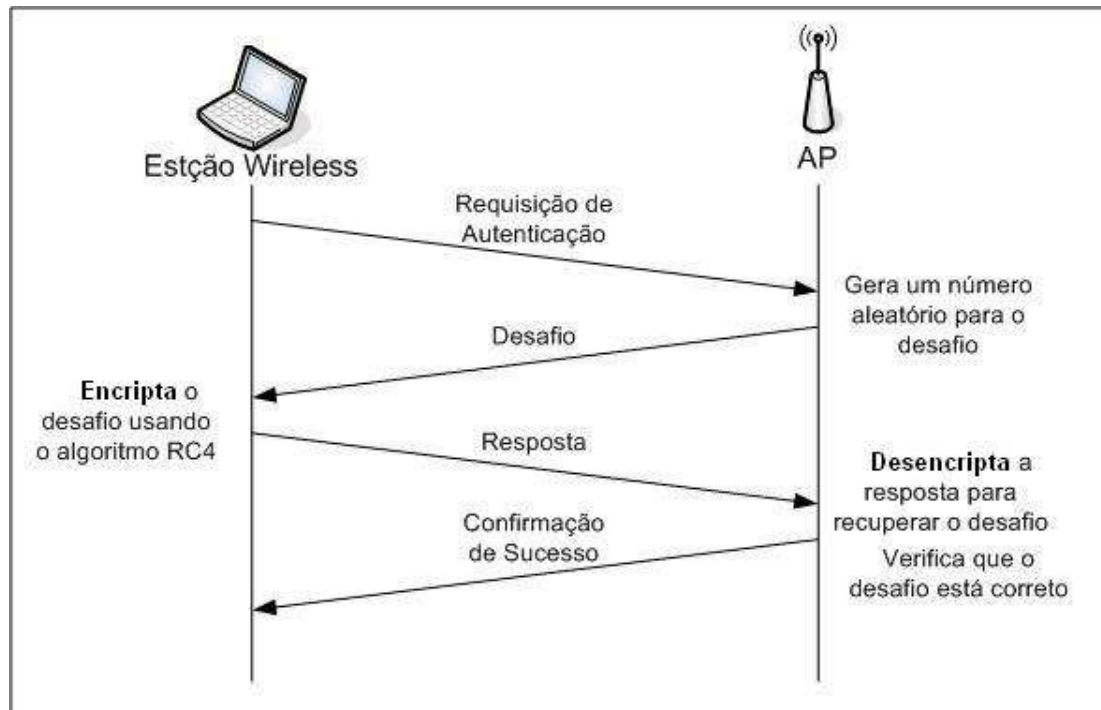 Estção Wireless
AP
Requisição de
Autenticação
Gera um número
aleatório para o
desafio
Desafio
Encripta o
desafio usando
o algoritmo RC4
Resposta
Desencripta a
resposta para
recuperar o desafio
Confirmação
de Sucesso
Verifica que o
desafio está correto